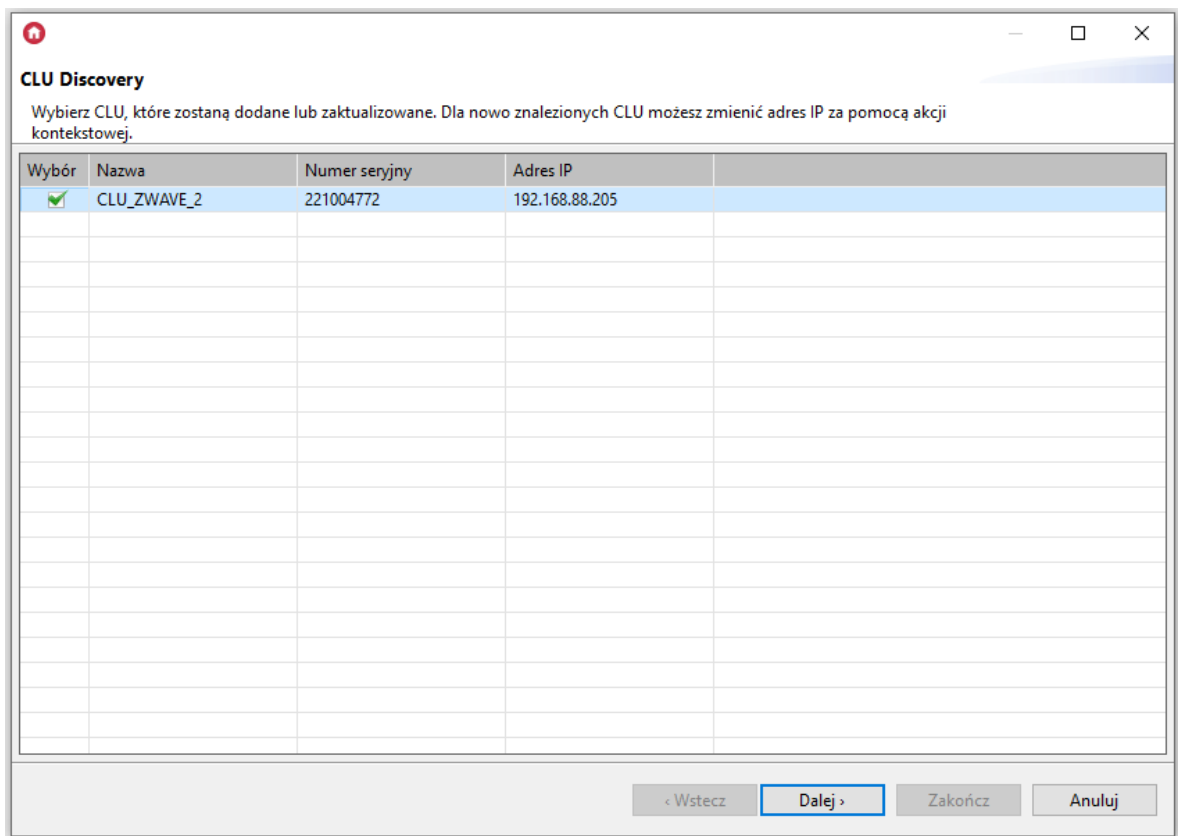 CLU Discovery
Wybierz CLU, które zostaną dodane lub zaktualizowane. Dla nowo znalezionych CLU możesz zmienić adres IP za pomocą akcji
kontekstowej.
Wybór Nazwa Numer seryjny Adres IP
CLU_ZWAVE_2 221004772 192.168.88.205
‹ Wstecz Dalej › Zakończ Anuluj